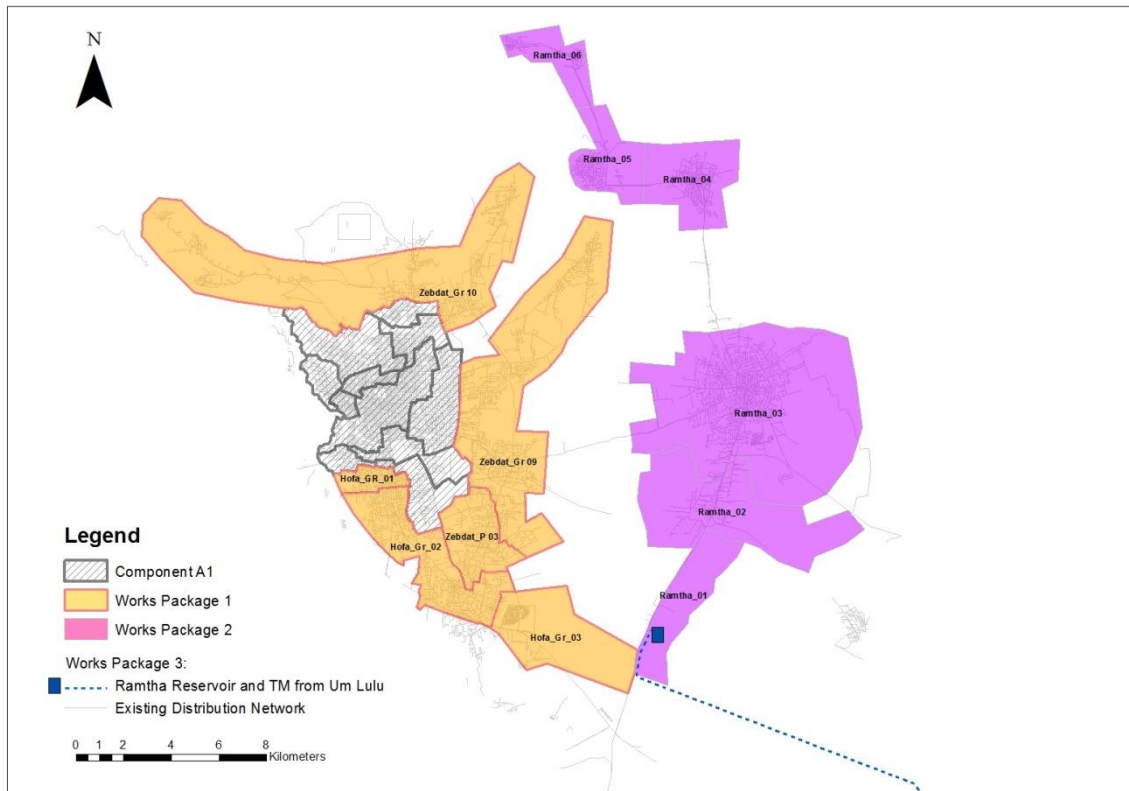 N
Ramtha_06
Ramtha_05
Ramtha_04
Zebdat_Gr 10
Ramtha_03
Zebdat_Gr 09
Hofa_GR_01
Ramtha_02
Zebdat_P 03
Hofa_Gr_02
Ramtha_01
Hofa_Gr_03
Legend
Component A1
Works Package 1
Works Package 2
Works Package 3:
Ramtha Reservoir and TM from Um Lulu
Existing Distribution Network
0 1 2 4 6 8
Kilometers